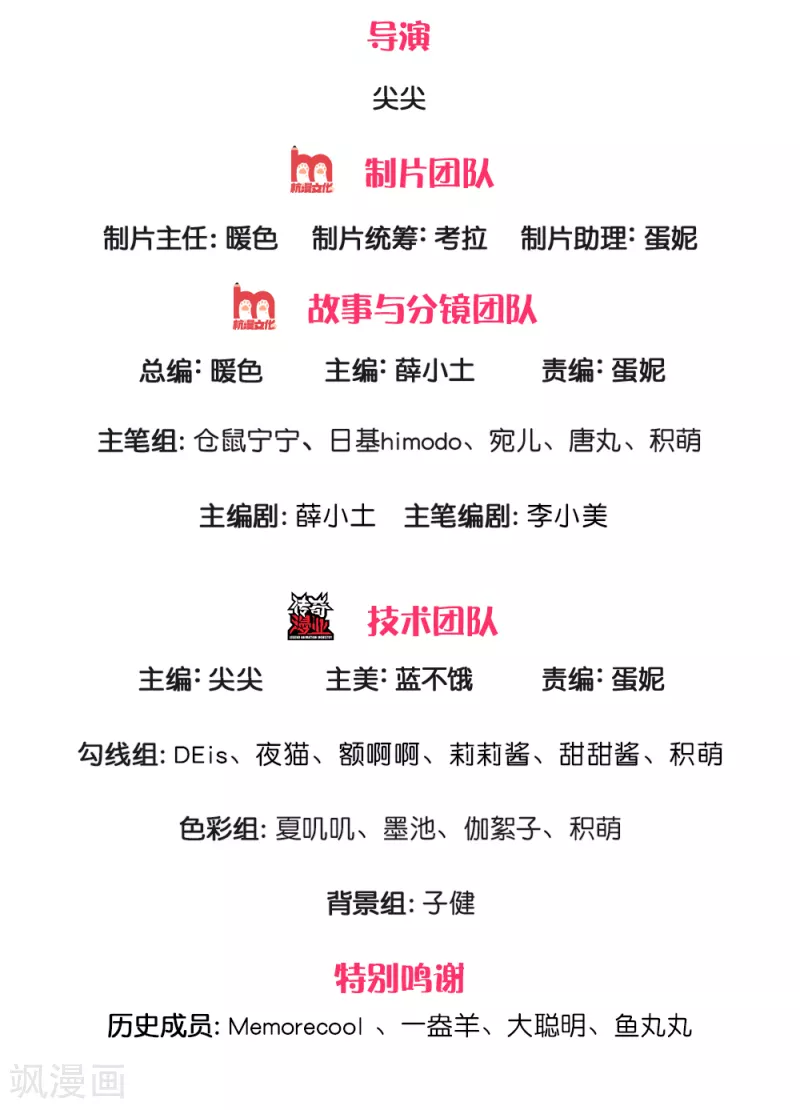 导演
尖尖
杭漫文化 制片团队
制片主任: 暖色 制片统筹: 考拉 制片助理: 蛋妮
杭漫文化 故事与分镜团队
总编: 暖色 主编: 薛小土 责编: 蛋妮
主笔组: 仓鼠宁宁、日基himodo、宛儿、唐丸、积萌
主编剧: 薛小土 主笔编剧: 李小美
传奇漫业 LEGEND ANIMATION INDUSTRY 技术团队
主编: 尖尖 主美: 蓝不饿 责编: 蛋妮
勾线组: DEis、夜猫、额啊啊、莉莉酱、甜甜酱、积萌
色彩组: 夏叽叽、墨池、伽絮子、积萌
背景组: 子健
特别鸣谢
历史成员: Memorecool 、一盎羊、大聪明、鱼丸丸
飒漫画